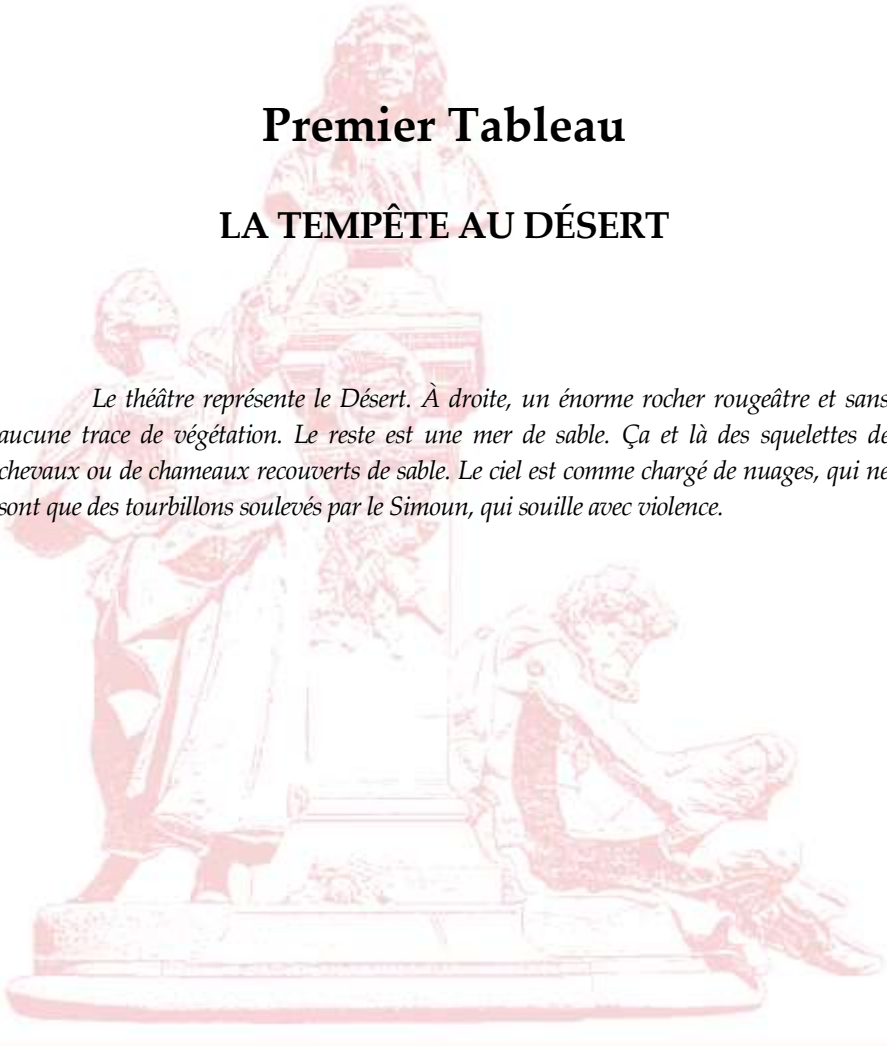 Premier Tableau
LA TEMPÊTE AU DÉSERT
Le théâtre représente le Désert. À droite, un énorme rocher rougeâtre et sans
aucune trace de végétation. Le reste est une mer de sable. Ça et là des squelettes de
chevaux ou de chameaux recouverts de sable. Le ciel est comme chargé de nuages, qui ne
sont que des tourbillons soulevés par le Simoun, qui souille avec violence.